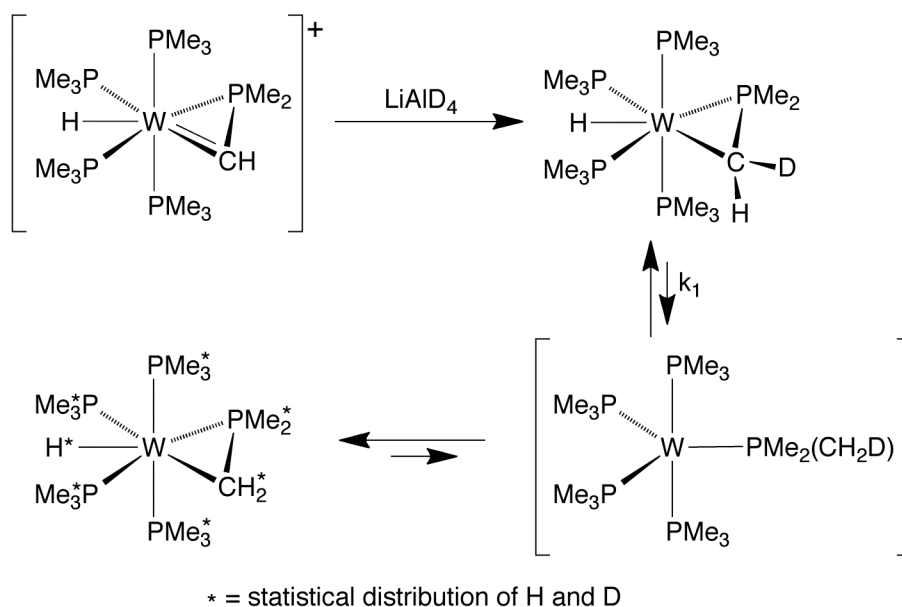 [ ]+
PMe3
Me3P
PMe2
H W
CH
Me3P
PMe3
LiAlD4
PMe3
Me3P
PMe2
H W
C D
Me3P
PMe3 H
k1
PMe3*
Me3*P
PMe2*
H* W
CH2*
Me3*P
PMe3*
PMe3
Me3P
W PMe2(CH2D)
Me3P
PMe3
* = statistical distribution of H and D